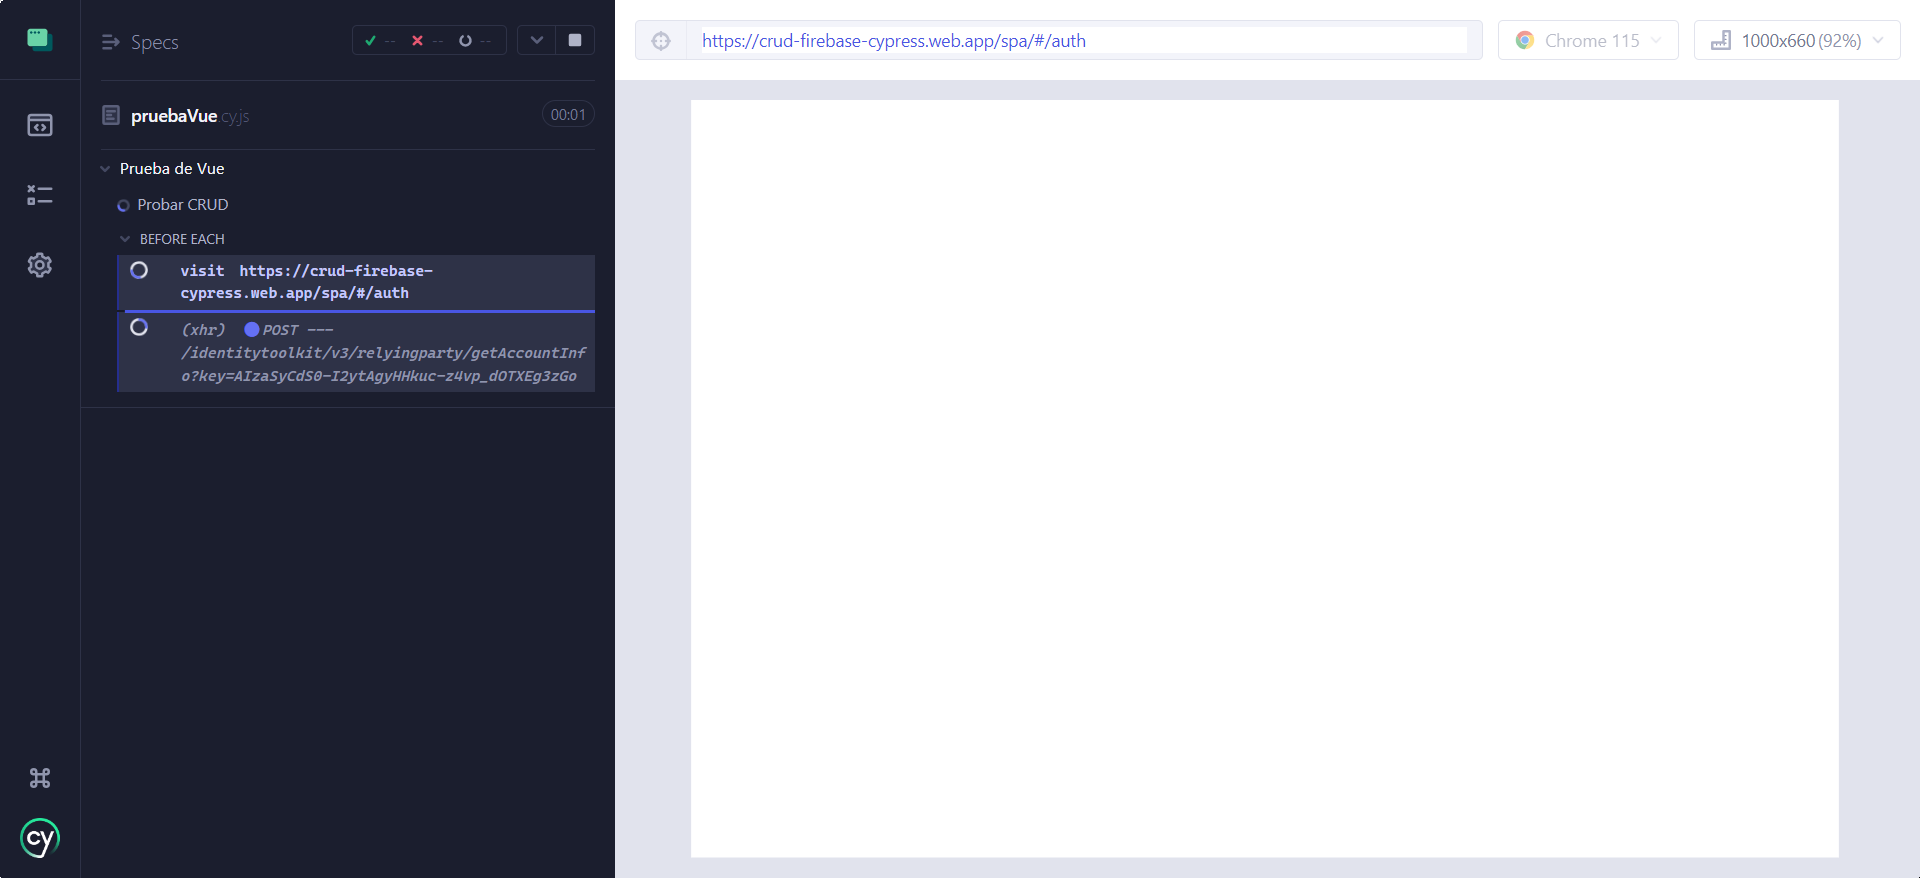 Specs
-- -- --
https://crud-firebase-cypress.web.app/spa/#/auth
Chrome 115
1000x660 (92%)
pruebaVue.cy.js
00:01
Prueba de Vue
Probar CRUD
BEFORE EACH
visit https://crud-firebase-
cypress.web.app/spa/#/auth
(xhr) POST ---
/identitytoolkit/v3/relyingparty/getAccountInf
o?key=AIzaSyCdS0-I2ytAgyHHkuc-z4vp_dOTXEg3zGo
cy